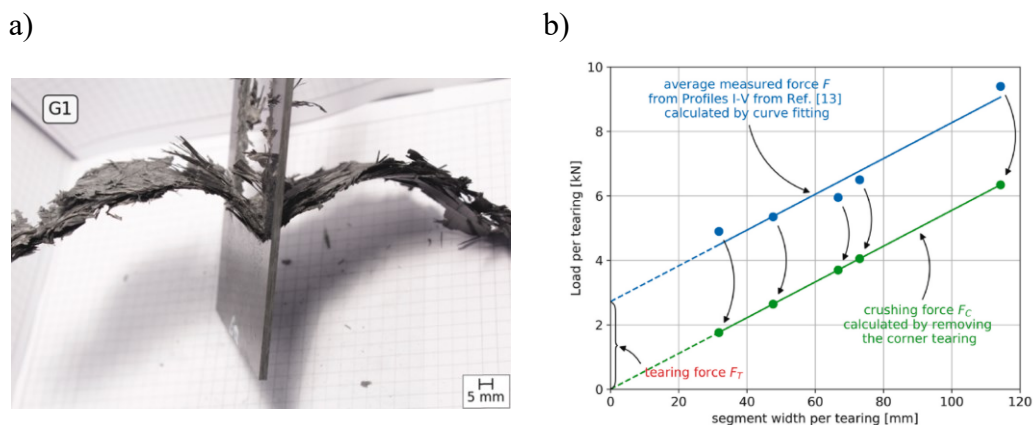 a)
b)
G1
5 mm
10
8
6
4
2
0
Load per tearing [kN]
average measured force F
from Profiles I-V from Ref. [13]
calculated by curve fitting
crushing force F_C
calculated by removing
the corner tearing
tearing force F_T
0 20 40 60 80 100 120
segment width per tearing [mm]